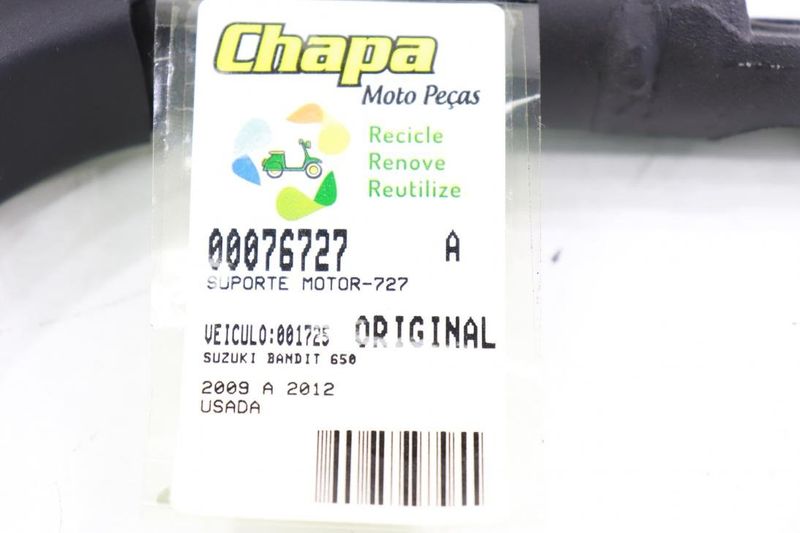 Chapa
Moto Peças
Recicle
Renove
Reutilize
00076727 A
SUPORTE MOTOR-727
VEICULO:001725 ORIGINAL
SUZUKI BANDIT 650
2009 A 2012
USADA